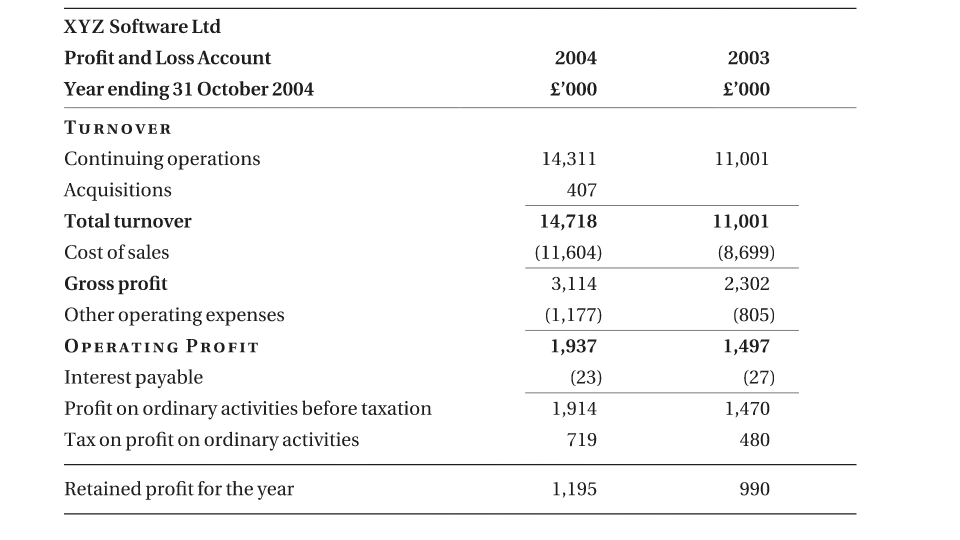 XYZ Software Ltd
Profit and Loss Account 2004 2003
Year ending 31 October 2004 £’000 £’000
TURNOVER
Continuing operations 14,311 11,001
Acquisitions 407
Total turnover 14,718 11,001
Cost of sales (11,604) (8,699)
Gross profit 3,114 2,302
Other operating expenses (1,177) (805)
OPERATING PROFIT 1,937 1,497
Interest payable (23) (27)
Profit on ordinary activities before taxation 1,914 1,470
Tax on profit on ordinary activities 719 480
Retained profit for the year 1,195 990